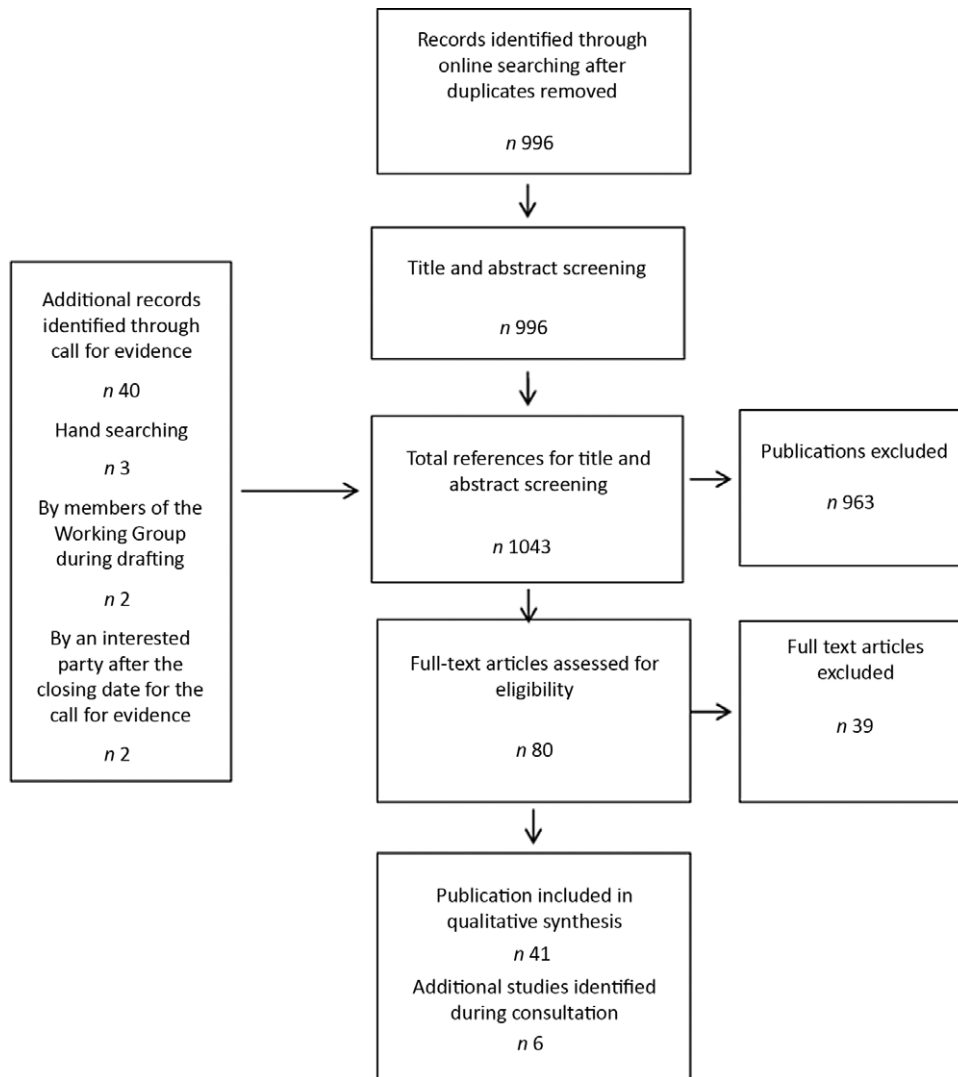 Records identified through
online searching after
duplicates removed
n 996
Title and abstract screening
n 996
Additional records
identified through
call for evidence
n 40
Hand searching
n 3
By members of the
Working Group
during drafting
n 2
By an interested
party after the
closing date for the
call for evidence
n 2
Total references for title and
abstract screening
n 1043
Publications excluded
n 963
Full-text articles assessed for
eligibility
n 80
Full text articles
excluded
n 39
Publication included in
qualitative synthesis
n 41
Additional studies identified
during consultation
n 6